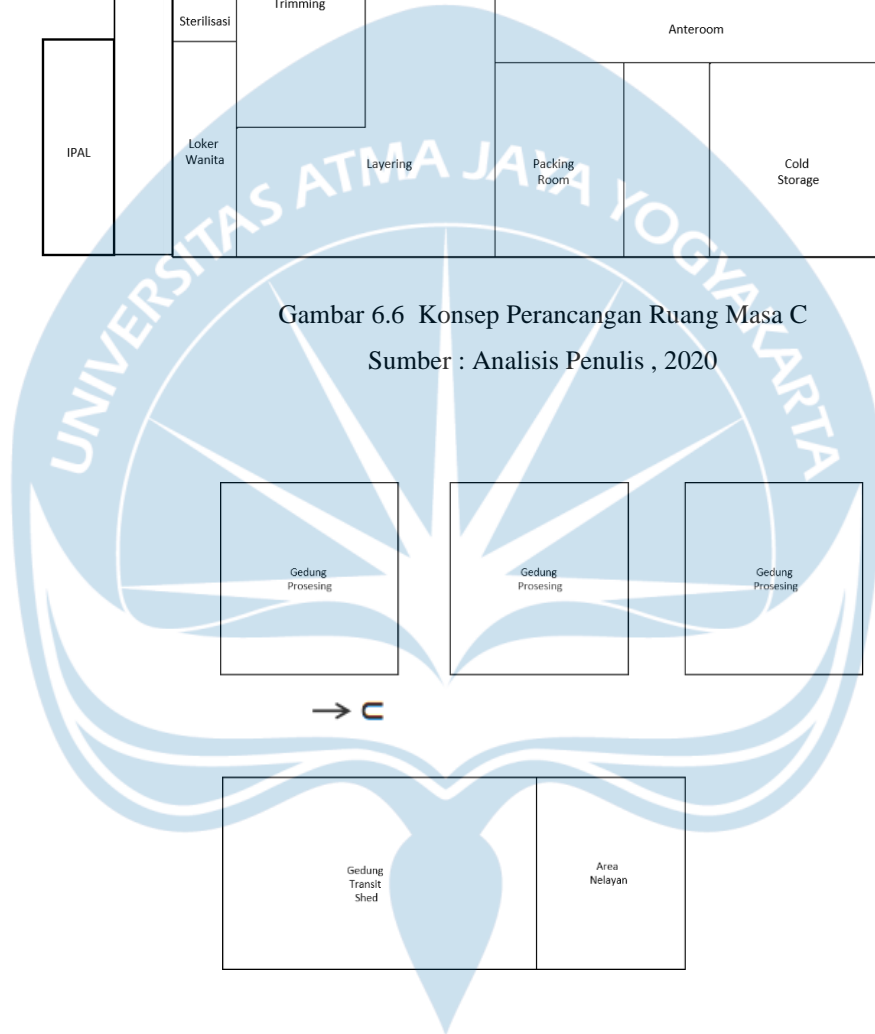 Trimming
Sterilisasi
Anteroom
IPAL
Loker
Wanita
Layering
Packing
Room
Cold
Storage
UNIVERSITAS ATMA JAYA YOGYAKARTA
Gambar 6.6 Konsep Perancangan Ruang Masa C
Sumber : Analisis Penulis , 2020
Gedung
Prosesing
Gedung
Prosesing
Gedung
Prosesing
U
Gedung
Transit
Shed
Area
Nelayan